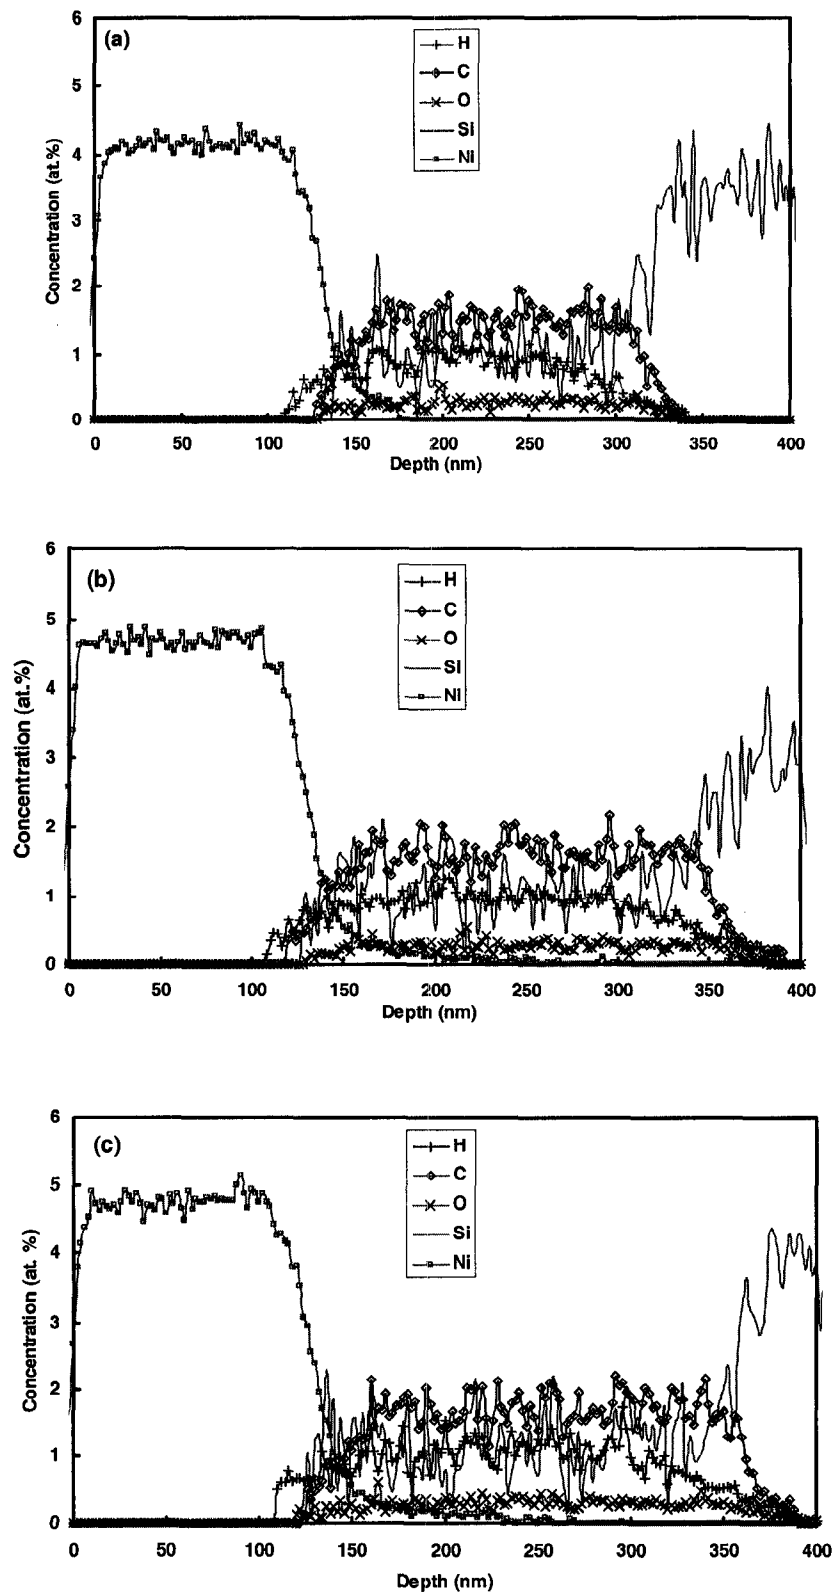 (a)
H
C
O
Si
Ni
6
5
4
3
2
1
0
Concentration (at.%)
0 50 100 150 200 250 300 350 400
Depth (nm)
(b)
H
C
O
Si
Ni
6
5
4
3
2
1
0
Concentration (at.%)
0 50 100 150 200 250 300 350 400
Depth (nm)
(c)
H
C
O
Si
Ni
6
5
4
3
2
1
0
Concentration (at. %)
0 50 100 150 200 250 300 350 400
Depth (nm)